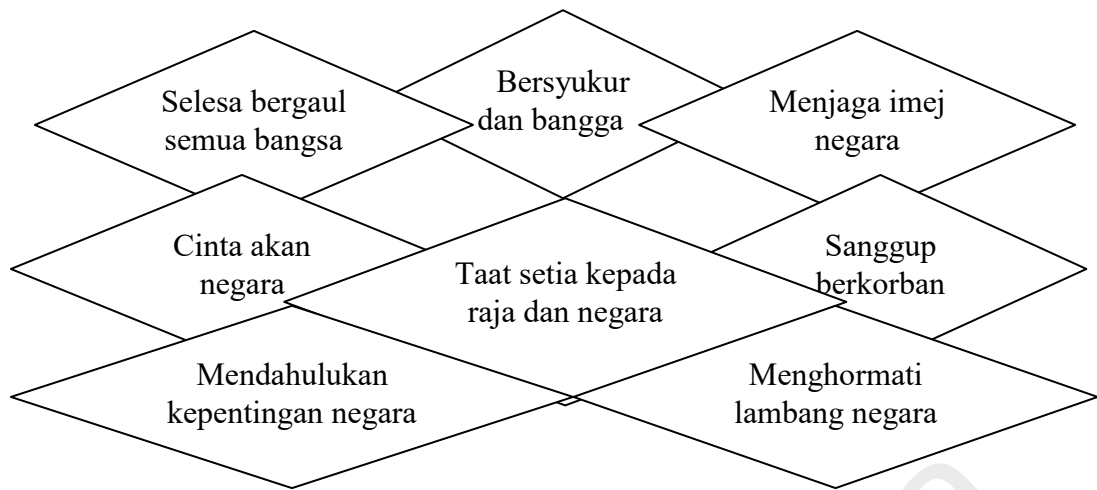 Selesa bergaul
semua bangsa
Bersyukur
dan bangga
Menjaga imej
negara
Cinta akan
negara
Taat setia kepada
raja dan negara
Sanggup
berkorban
Mendahulukan
kepentingan negara
Menghormati
lambang negara